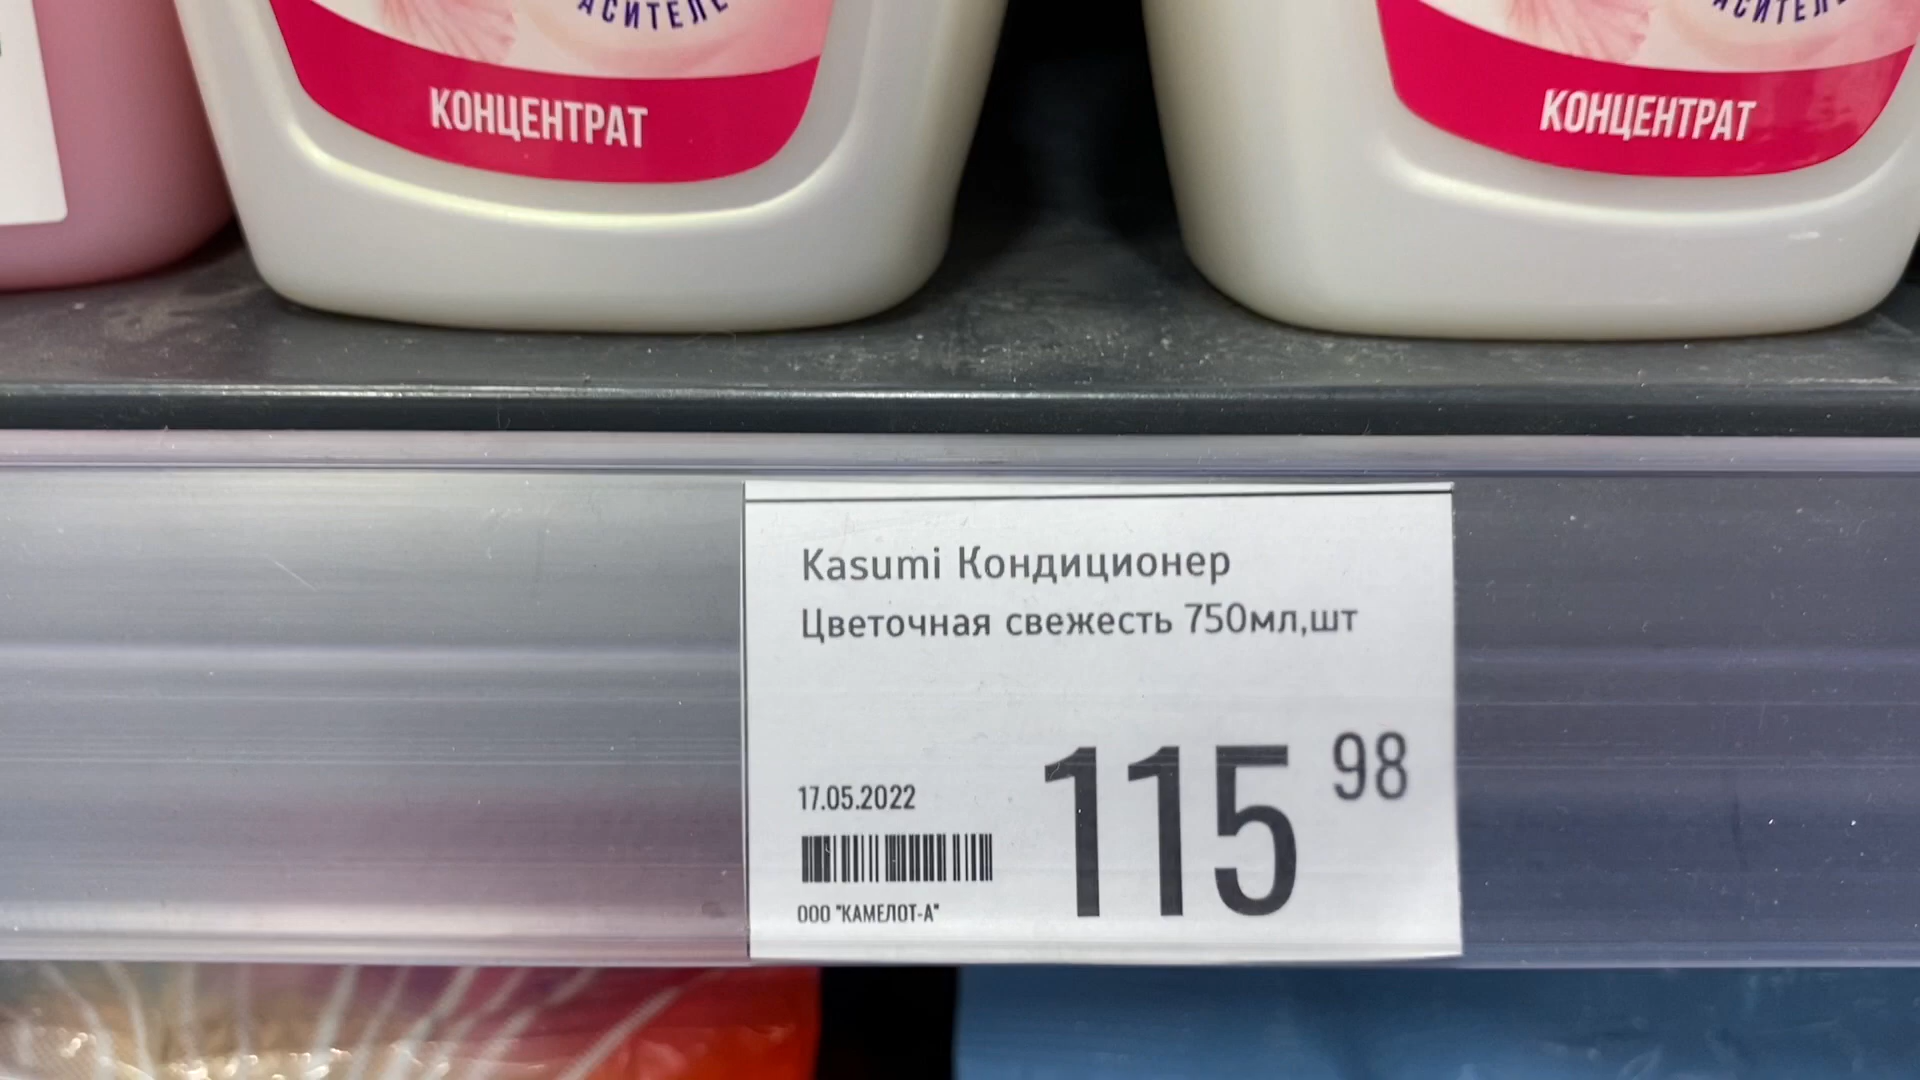 КОНЦЕНТРАТ
КОНЦЕНТРАТ
Kasumi Кондиционер
Цветочная свежесть 750мл,шт
115 98
17.05.2022
ООО "КАМЕЛОТ-А"